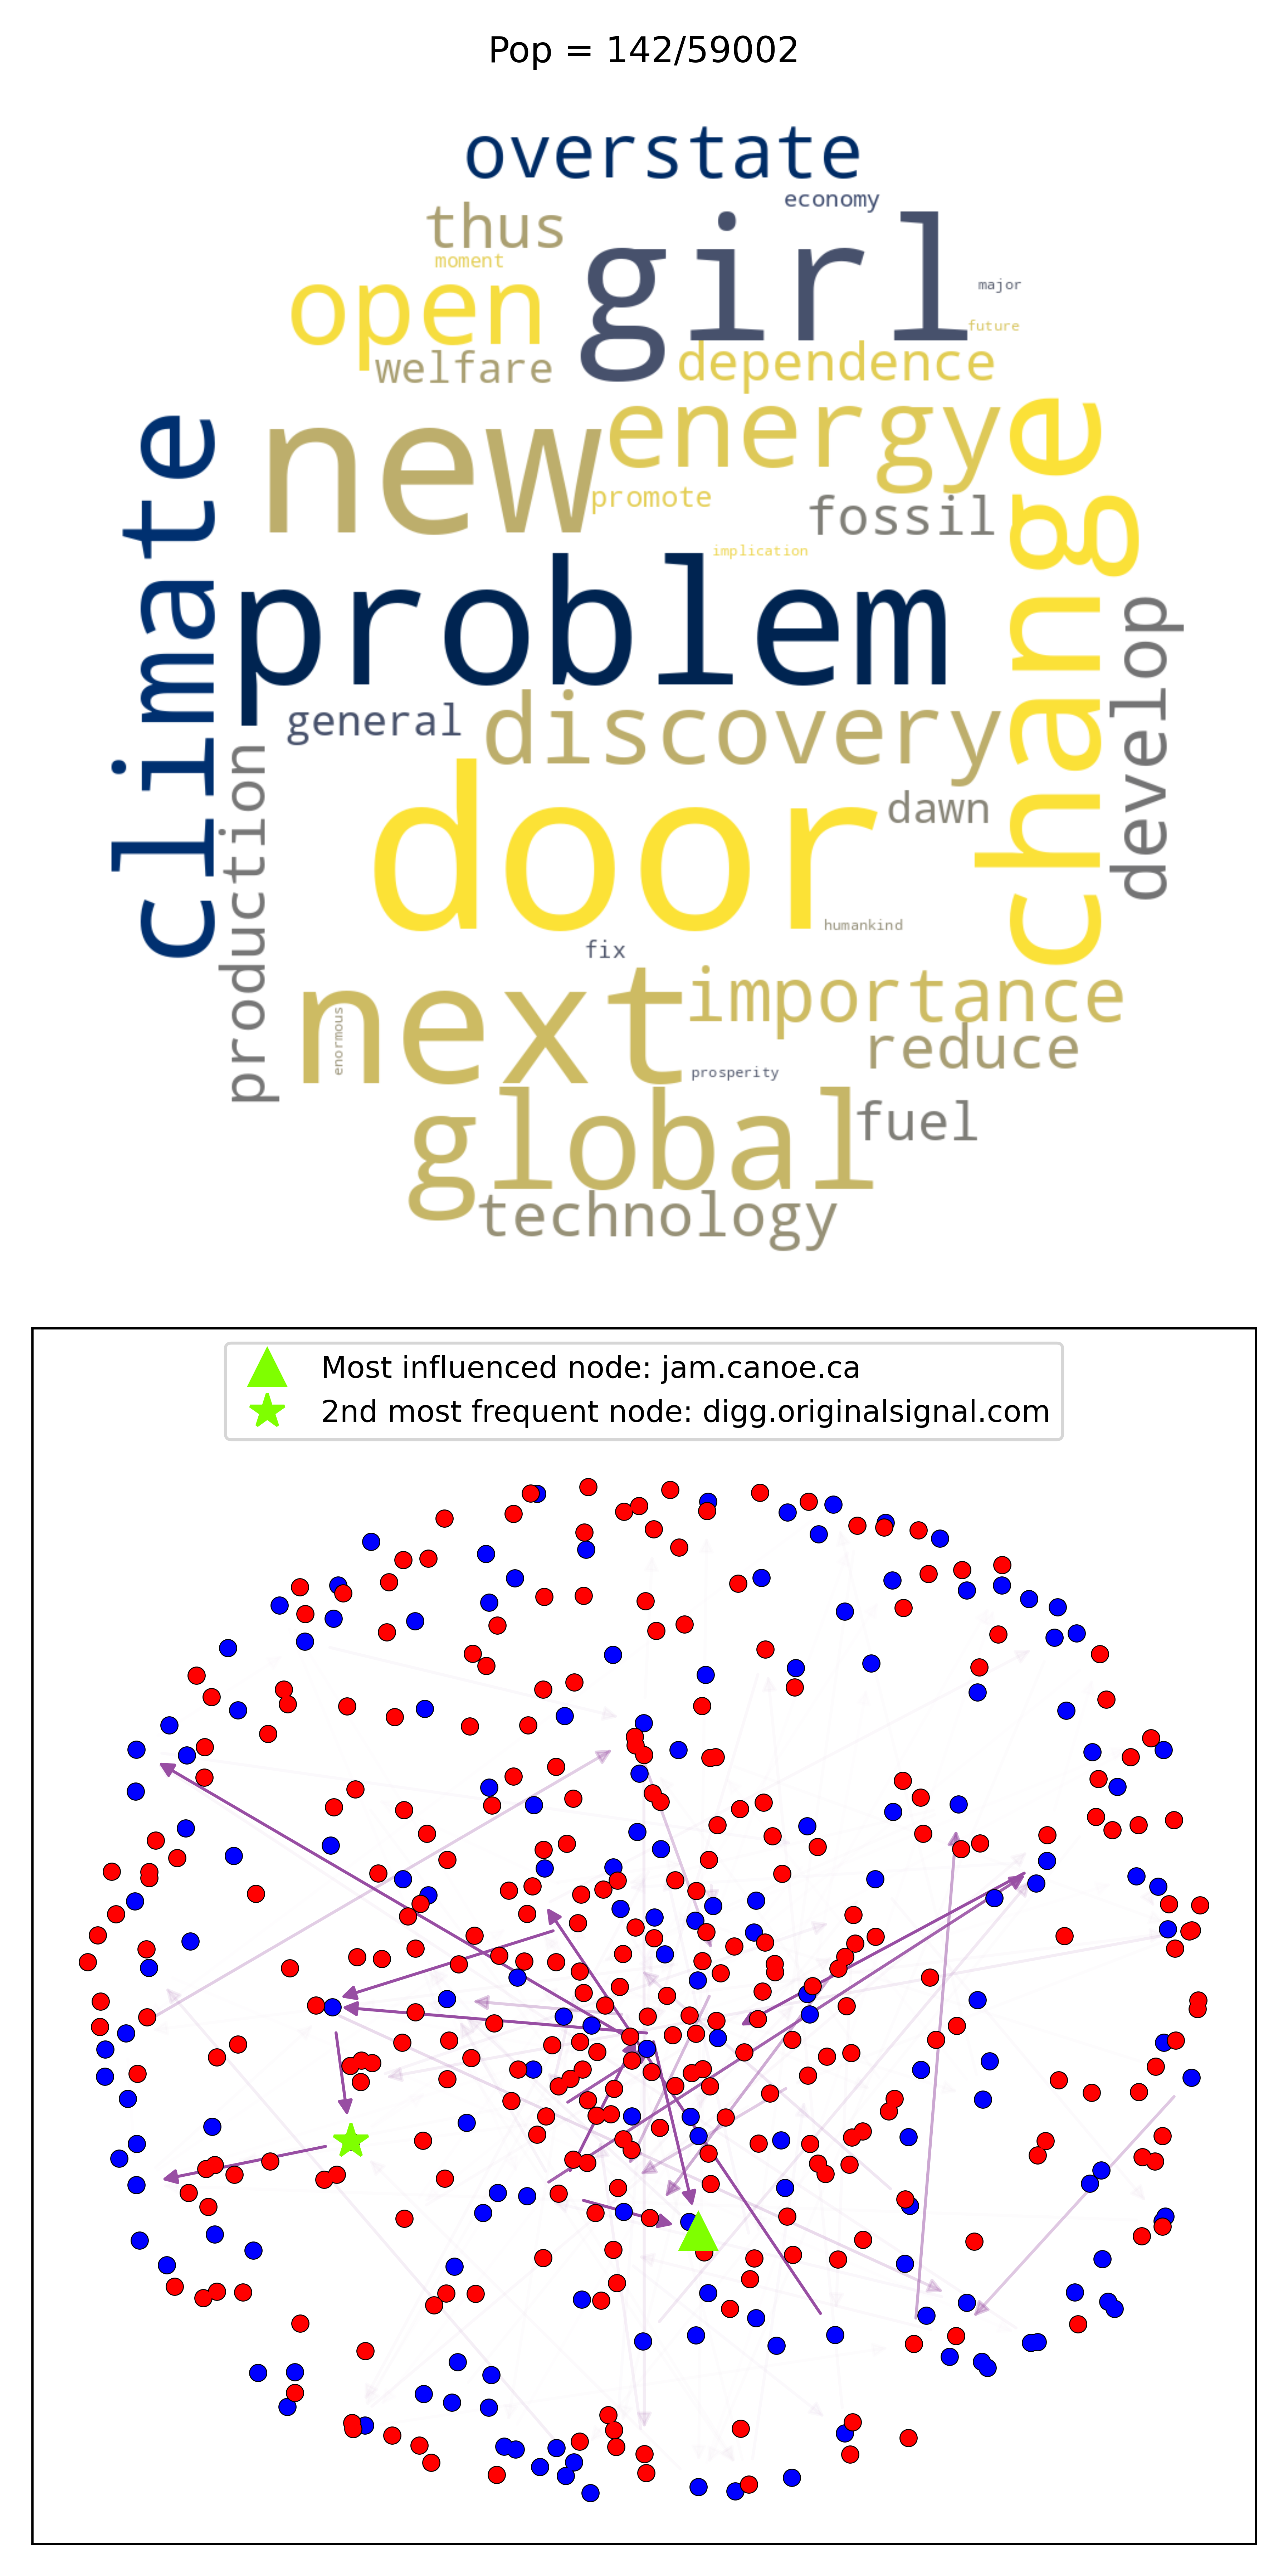 Pop = 142/59002
overstate
economy
thus
girl
moment
open
major
future
welfare
dependence
climate
new
energy
change
promote
fossil
implication
problem
develop
general
discovery
production
door
dawn
humankind
fix
next
importance
enormous
reduce
prosperity
global
fuel
technology
Most influenced node: jam.canoe.ca
2nd most frequent node: digg.originalsignal.com